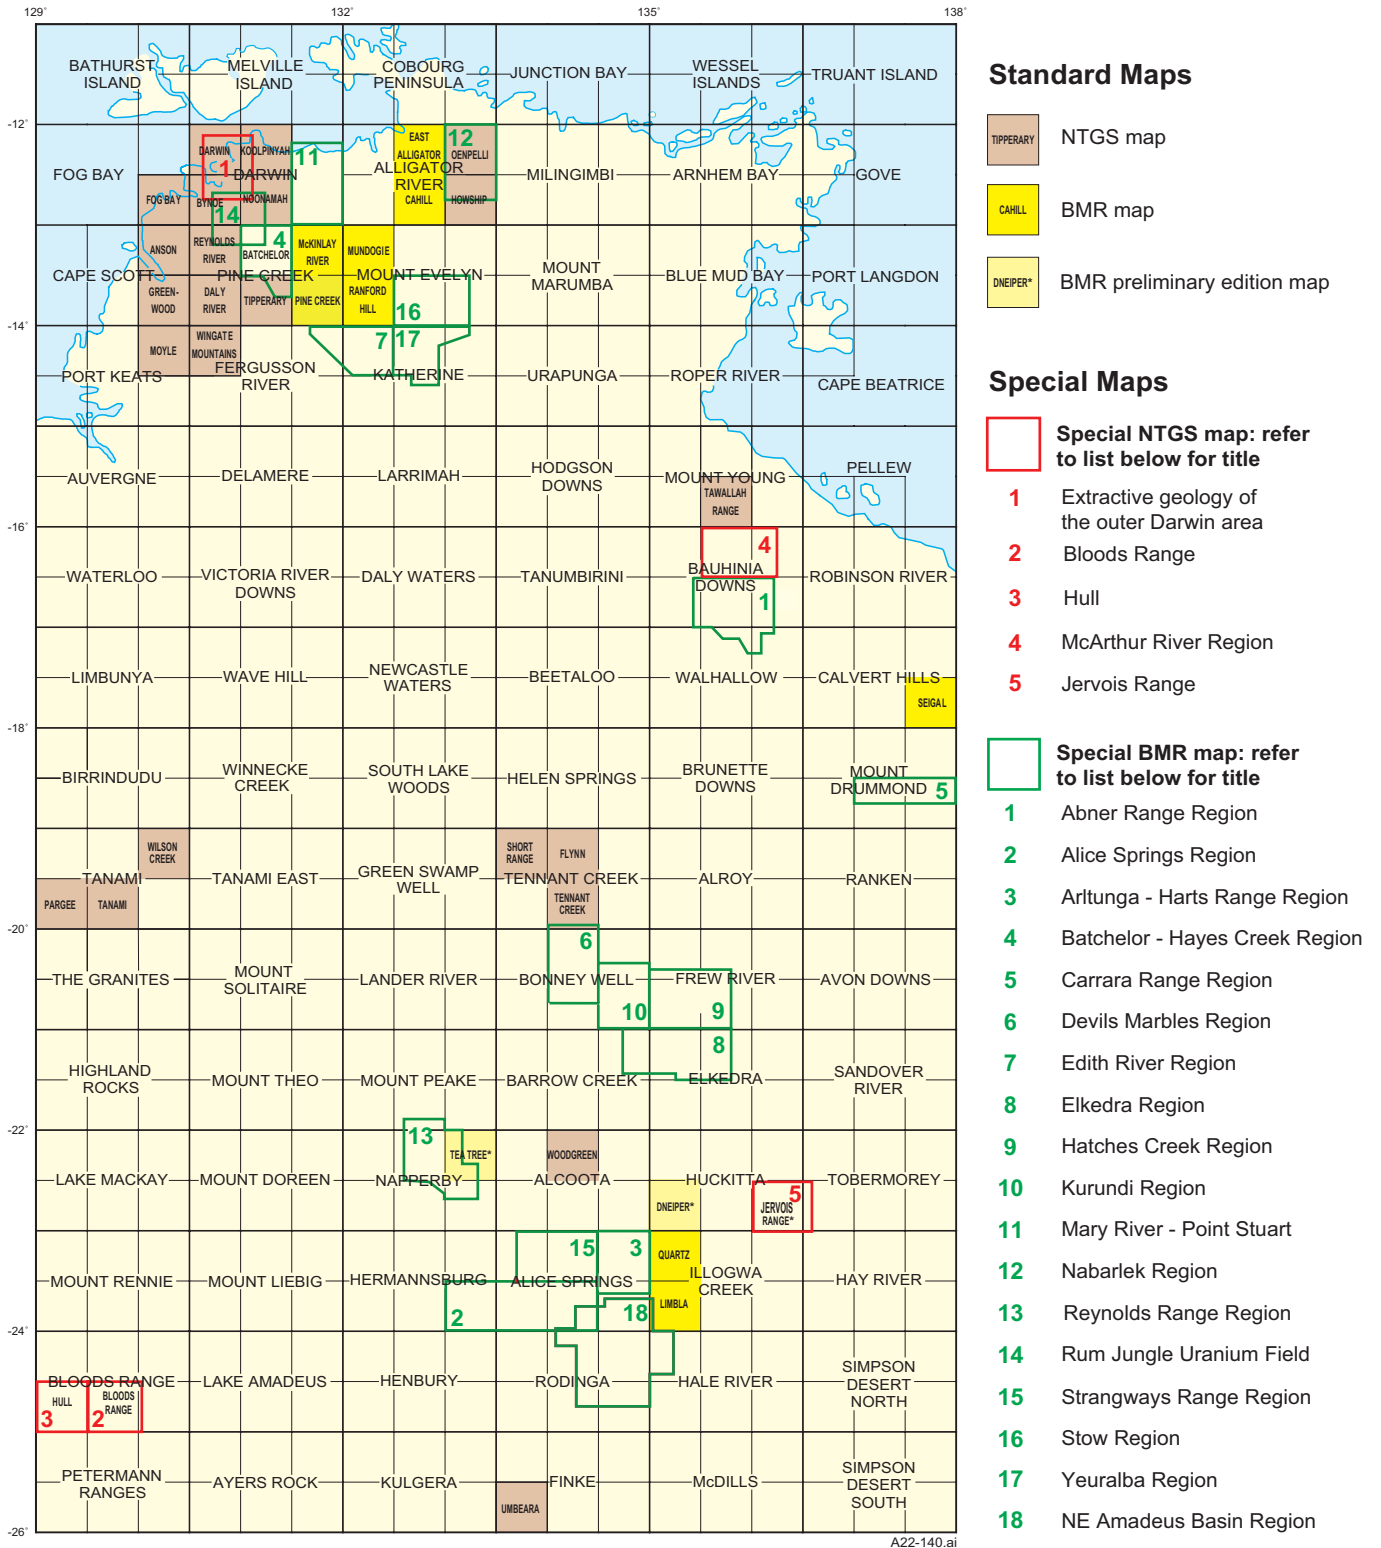 129°
132°
135°
138°
BATHURST
ISLAND
MELVILLE
ISLAND
COBOURG
PENINSULA
JUNCTION BAY
WESSEL
ISLANDS
TRUANT ISLAND
-12°
DARWIN
KOOLPINYAH
1
11
EAST
ALLIGATOR
12
OENPELLI
FOG BAY
DARWIN
ALLIGATOR
RIVER
MILINGIMBI
ARNHEM BAY
GOVE
FOG BAY
BYNOE
NOONAMAH
14
CAHILL
HOWSHIP
ANSON
REYNOLDS
RIVER
4
BATCHELOR
McKINLAY
RIVER
MUNDOGIE
CAPE SCOTT
PINE CREEK
MOUNT EVELYN
MOUNT
MARUMBA
BLUE MUD BAY
PORT LANGDON
GREEN-
WOOD
DALY
RIVER
TIPPERARY
PINE CREEK
RANFORD
HILL
16
-14°
MOYLE
WINGATE
MOUNTAINS
7
17
PORT KEATS
FERGUSSON
RIVER
KATHERINE
URAPUNGA
ROPER RIVER
CAPE BEATRICE
AUVERGNE
DELAMERE
LARRIMAH
HODGSON
DOWNS
MOUNT YOUNG
PELLEW
TAWALLAH
RANGE
-16°
4
WATERLOO
VICTORIA RIVER
DOWNS
DALY WATERS
TANUMBIRINI
BAUHINIA
DOWNS
ROBINSON RIVER
1
LIMBUNYA
WAVE HILL
NEWCASTLE
WATERS
BEETALOO
WALHALLOW
CALVERT HILLS
SEIGAL
-18°
BIRRINDUDU
WINNECKE
CREEK
SOUTH LAKE
WOODS
HELEN SPRINGS
BRUNETTE
DOWNS
MOUNT
DRUMMOND
5
WILSON
CREEK
SHORT
RANGE
FLYNN
TANAMI
TANAMI EAST
GREEN SWAMP
WELL
TENNANT CREEK
ALROY
RANKEN
PARGEE
TANAMI
TENNANT
CREEK
-20°
6
THE GRANITES
MOUNT
SOLITAIRE
LANDER RIVER
BONNEY WELL
FREW RIVER
AVON DOWNS
10
9
8
HIGHLAND
ROCKS
MOUNT THEO
MOUNT PEAKE
BARROW CREEK
ELKEDRA
SANDOVER
RIVER
-22°
13
TEA TREE*
WOODGREEN
LAKE MACKAY
MOUNT DOREEN
NAPPERBY
ALCOOTA
HUCKITTA
TOBERMOREY
DNEIPER*
5
JERVOIS
RANGE*
15
3
QUARTZ
MOUNT RENNIE
MOUNT LIEBIG
HERMANNSBURG
ALICE SPRINGS
ILLOGWA
CREEK
HAY RIVER
2
18
LIMBLA
-24°
BLOODS RANGE
LAKE AMADEUS
HENBURY
RODINGA
HALE RIVER
SIMPSON
DESERT
NORTH
HULL
3
BLOODS
RANGE
2
PETERMANN
RANGES
AYERS ROCK
KULGERA
FINKE
McDILLS
SIMPSON
DESERT
SOUTH
UMBEARA
-26°
A22-140.ai
Standard Maps
TIPPERARY
NTGS map
CAHILL
BMR map
DNEIPER*
BMR preliminary edition map
Special Maps
Special NTGS map: refer
to list below for title
1 Extractive geology of
the outer Darwin area
2 Bloods Range
3 Hull
4 McArthur River Region
5 Jervois Range
Special BMR map: refer
to list below for title
1 Abner Range Region
2 Alice Springs Region
3 Arltunga - Harts Range Region
4 Batchelor - Hayes Creek Region
5 Carrara Range Region
6 Devils Marbles Region
7 Edith River Region
8 Elkedra Region
9 Hatches Creek Region
10 Kurundi Region
11 Mary River - Point Stuart
12 Nabarlek Region
13 Reynolds Range Region
14 Rum Jungle Uranium Field
15 Strangways Range Region
16 Stow Region
17 Yeuralba Region
18 NE Amadeus Basin Region